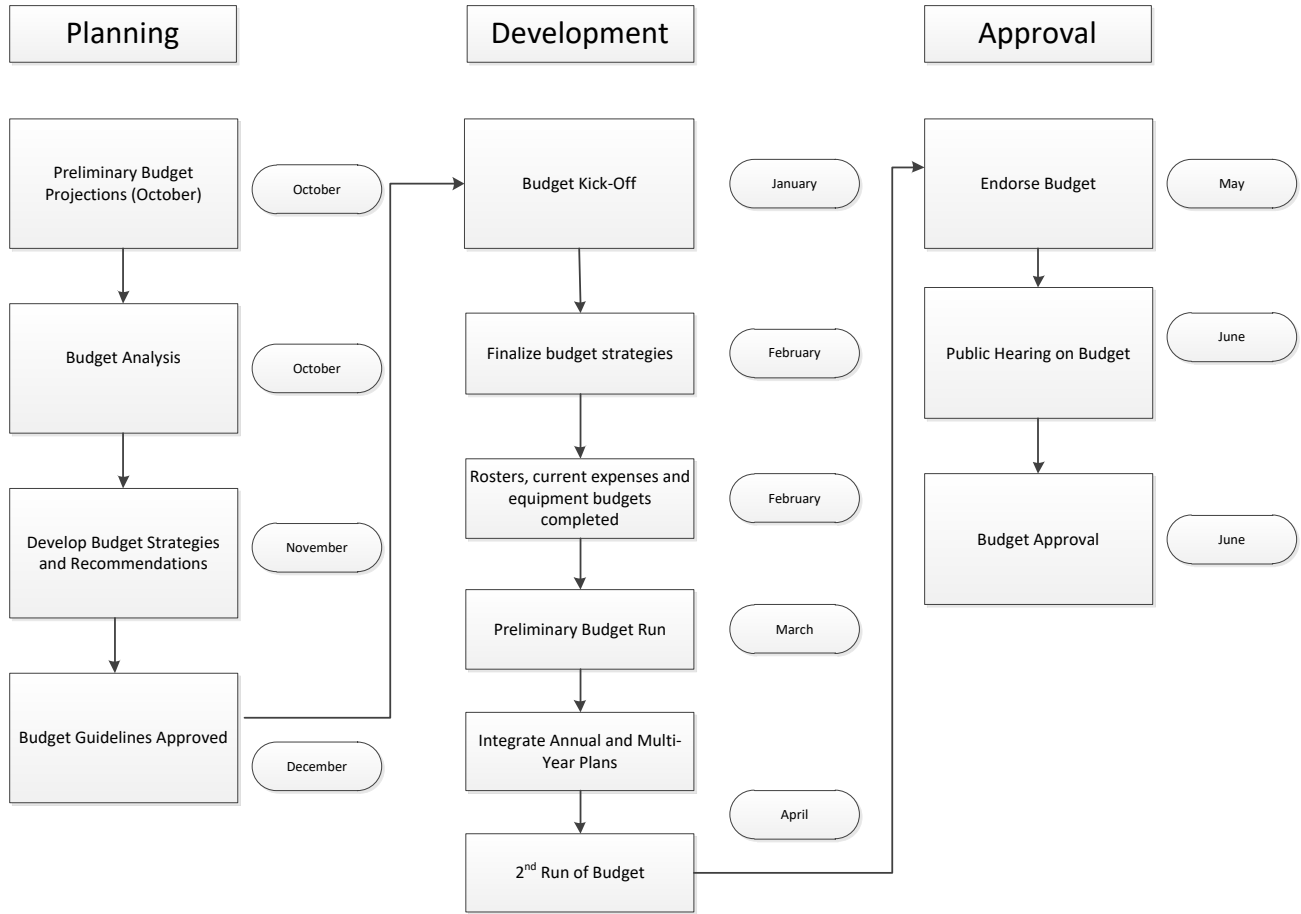 Planning
Preliminary Budget
Projections (October)
October
Budget Analysis
October
Develop Budget Strategies
and Recommendations
November
Budget Guidelines Approved
December
Development
Budget Kick-Off
January
Finalize budget strategies
February
Rosters, current expenses and
equipment budgets
completed
February
Preliminary Budget Run
March
Integrate Annual and Multi-
Year Plans
April
2nd Run of Budget
Approval
Endorse Budget
May
Public Hearing on Budget
June
Budget Approval
June